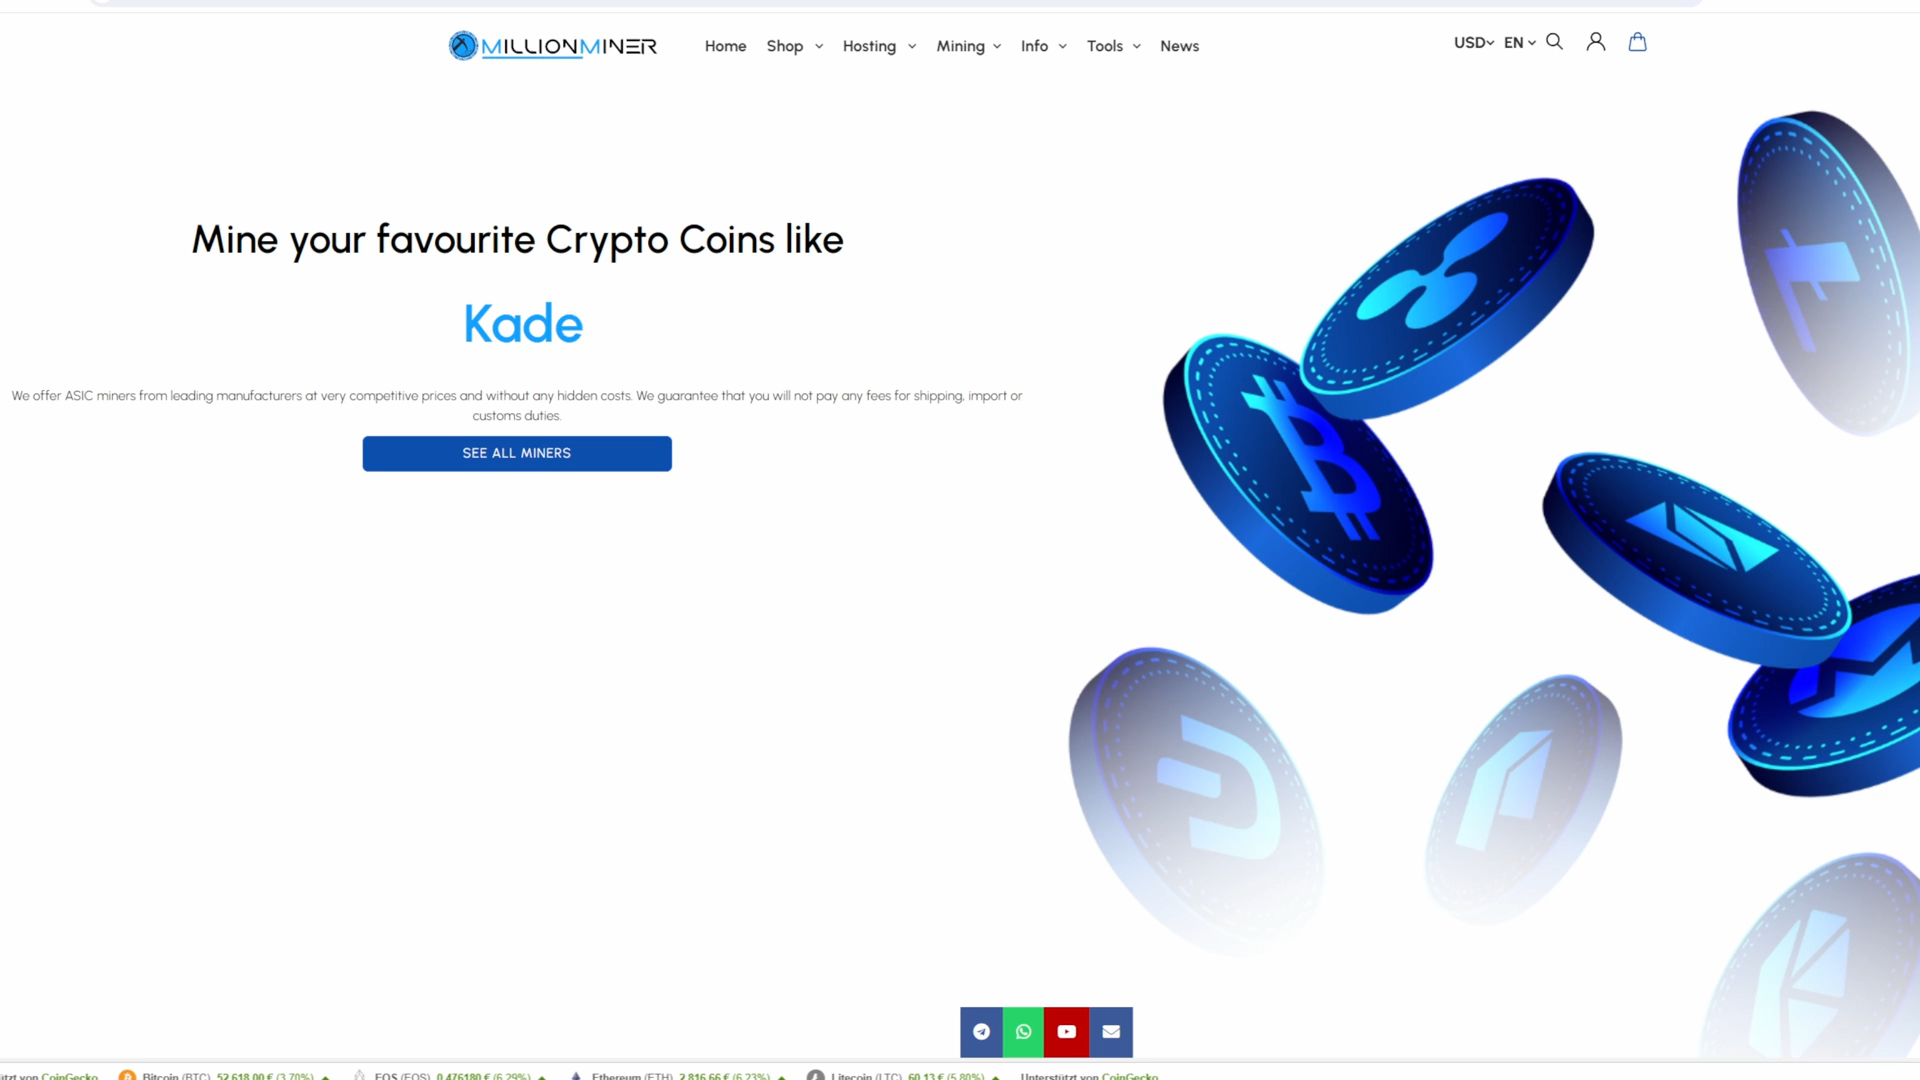 MILLIONMINER
Home Shop Hosting Mining Info Tools News
USD EN
Mine your favourite Crypto Coins like
Kade
We offer ASIC miners from leading manufacturers at very competitive prices and without any hidden costs. We guarantee that you will not pay any fees for shipping, import or
customs duties.
SEE ALL MINERS
CoinGecko Bitcoin (BTC) 52.618,00 € (3,70%) EOS (EOS) 0,476180 € (6,29%) Ethereum (ETH) 2.816,66 € (6,23%) Litecoin (LTC) 60,13 € (5,80%) Unterstützt von CoinGecko